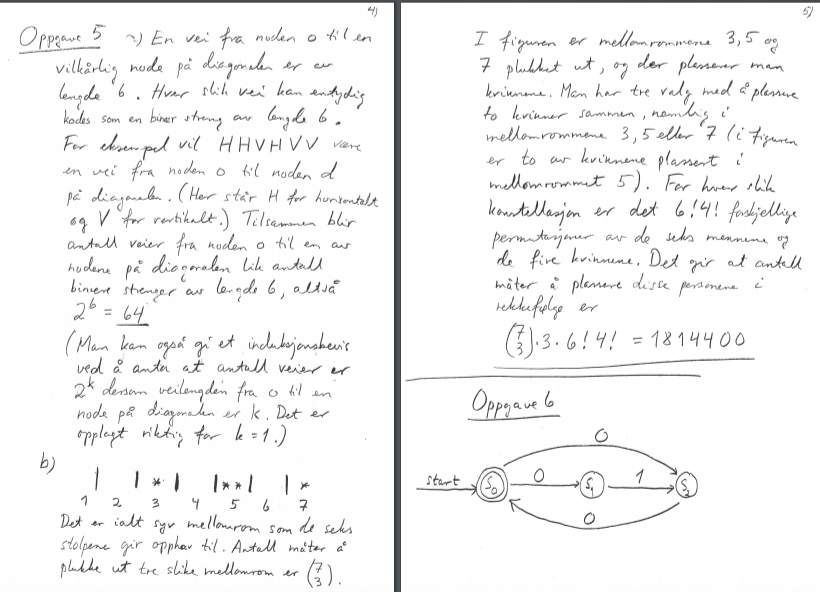 4)
Oppgave 5 a) En vei fra noden o til en
vilkårlig node på diagonalen er av
lengde 6. Hver slik vei kan entydig
kodes som en binær streng av lengde 6.
For eksempel vil HHVHVV være
en vei fra noden o til noden d
på diagonalen. (Her står H for horisontalt
og V for vertikalt.) Tilsammen blir
antall veier fra noden o til en av
nodene på diagonalen lik antall
binære strenger av lengde 6, altså
2^6 = 64
(Man kan også gi et induksjonsbevis
ved å anta at antall veier er
2^k dersom veilengden fra o til en
node på diagonalen er k. Det er
opplagt riktig for k=1.)
b)
| | * | | * * | | *
1 2 3 4 5 6 7
Det er ialt syv mellomrom som de seks
stolpene gir opphav til. Antall måter å
plukke ut tre slike mellomrom er (7 3).
5)
I figuren er mellomrommene 3, 5 og
7 plukket ut, og der plasserer man
kvinnene. Man har tre valg med å plassere
to kvinner sammen, nemlig i
mellomrommene 3, 5 eller 7 (i figuren
er to av kvinnene plassert i
mellomrommet 5). For hver slik
konstellasjon er det 6!4! forskjellige
permutasjoner av de seks mennene og
de fire kvinnene. Det gir at antall
måter å plassere disse personene i
rekkefølge er
(7 3)·3·6!4! = 1814400
Oppgave 6
0
start S0 0 S1 1 S2
0